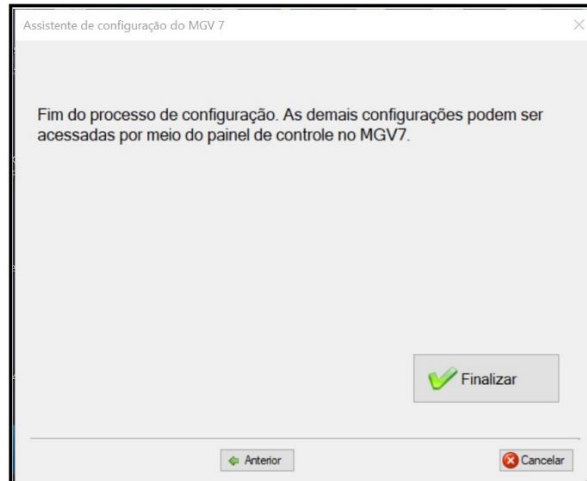 Assistente de configuração do MGV 7
Fim do processo de configuração. As demais configurações podem ser
acessadas por meio do painel de controle no MGV7.
Finalizar
Anterior
Cancelar